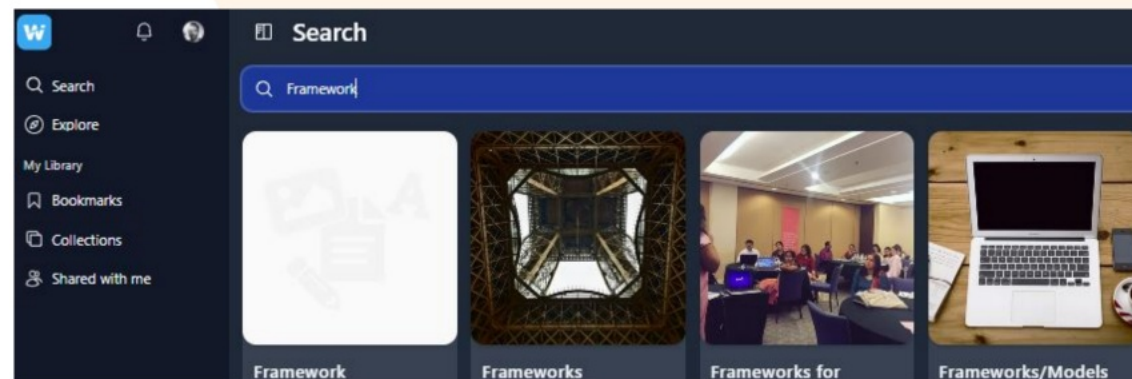 W
Search
Explore
My Library
Bookmarks
Collections
Shared with me
Search
Framework
Framework
Frameworks
Frameworks for
Frameworks/Models